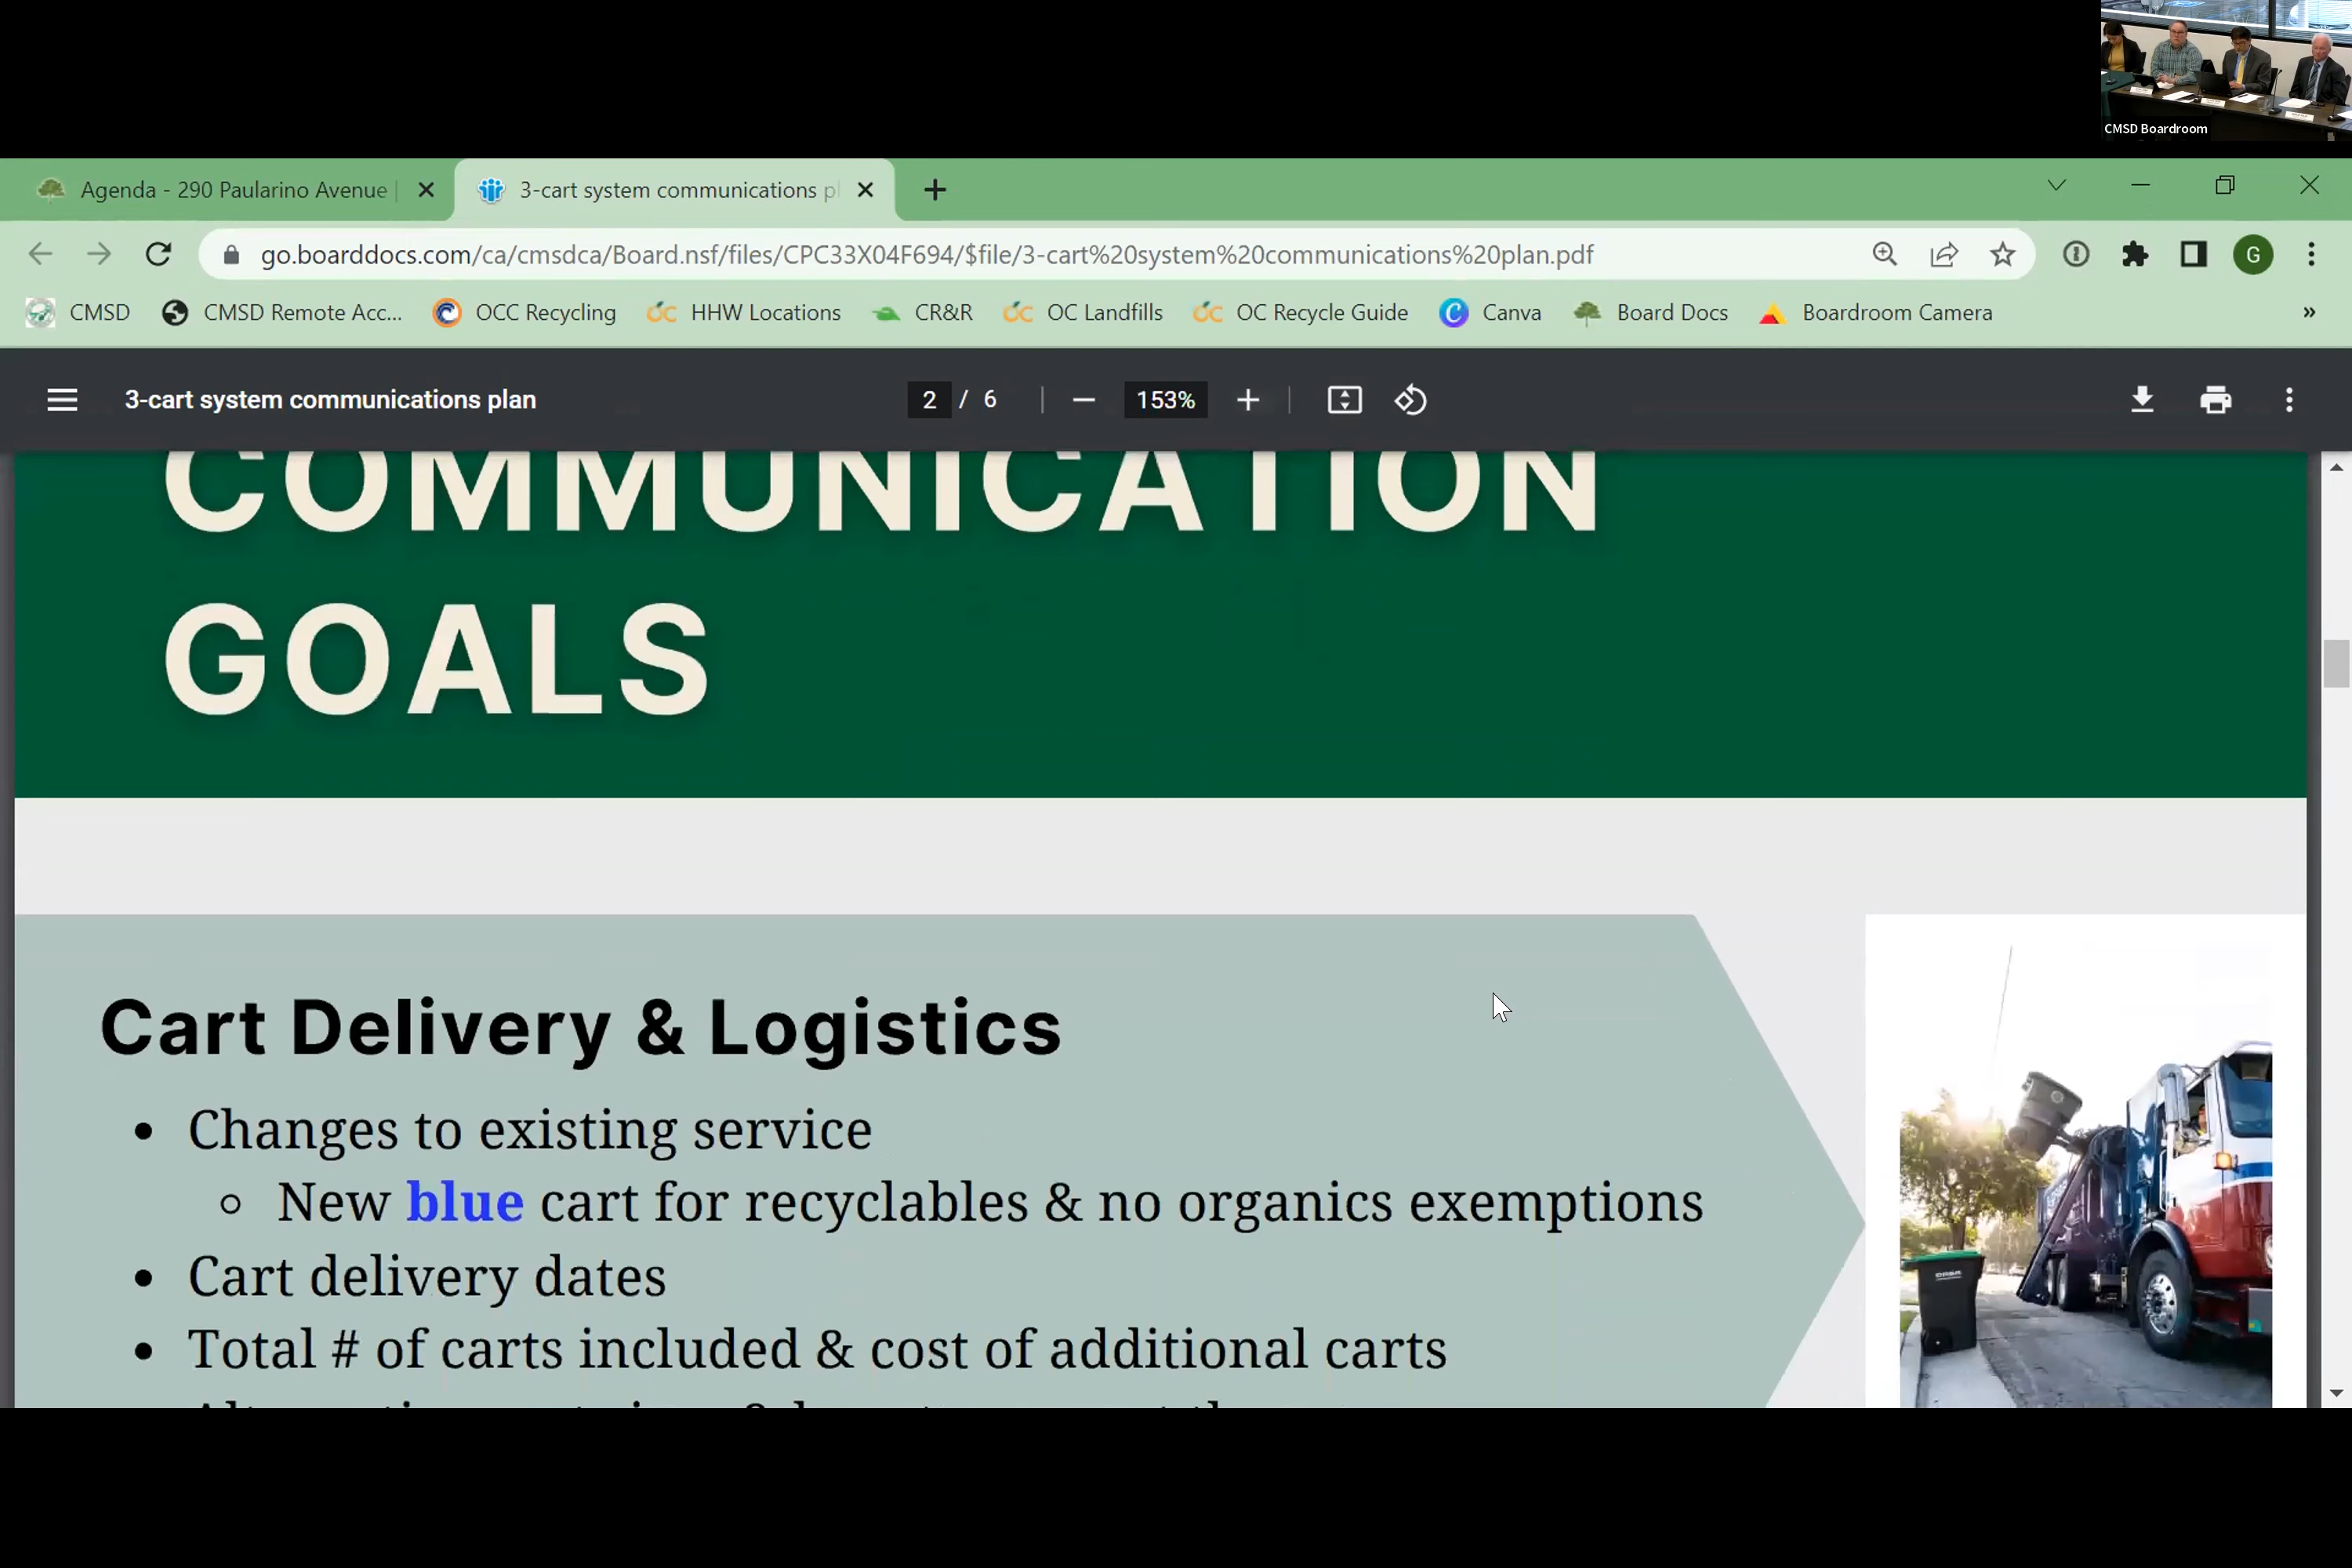 CMSD Boardroom
Agenda - 290 Paularino Avenue
3-cart system communications pl
go.boarddocs.com/ca/cmsdca/Board.nsf/files/CPC33X04F694/$file/3-cart%20system%20communications%20plan.pdf
G
CMSD
CMSD Remote Acc...
OCC Recycling
HHW Locations
CR&R
OC Landfills
OC Recycle Guide
Canva
Board Docs
Boardroom Camera
»
3-cart system communications plan
2 / 6
153%
COMMUNICATION
GOALS
Cart Delivery & Logistics
• Changes to existing service
○ New blue cart for recyclables & no organics exemptions
• Cart delivery dates
• Total # of carts included & cost of additional carts